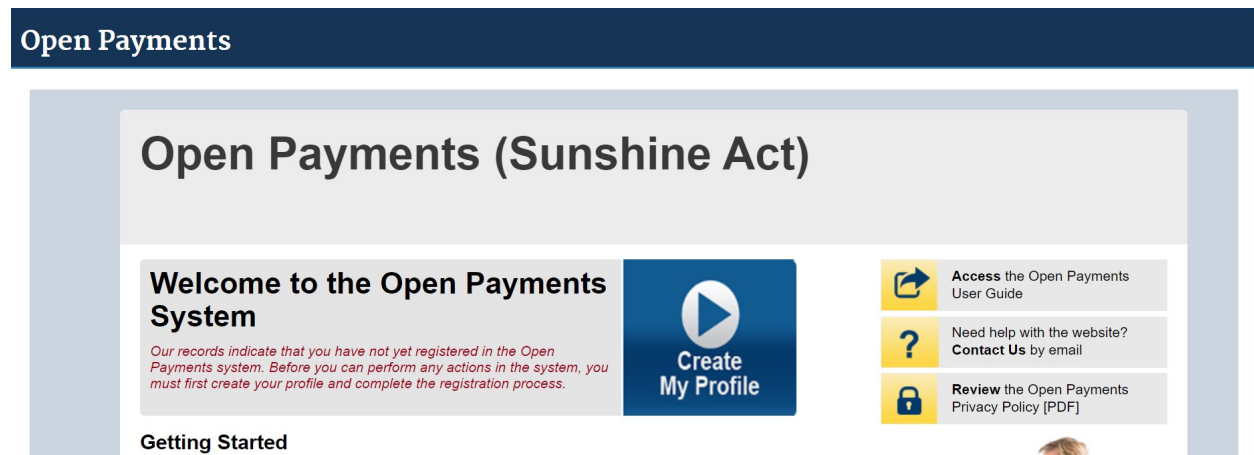 Open Payments
Open Payments (Sunshine Act)
Welcome to the Open Payments
System
Our records indicate that you have not yet registered in the Open
Payments system. Before you can perform any actions in the system, you
must first create your profile and complete the registration process.
Create
My Profile
Access the Open Payments
User Guide
Need help with the website?
Contact Us by email
Review the Open Payments
Privacy Policy [PDF]
Getting Started